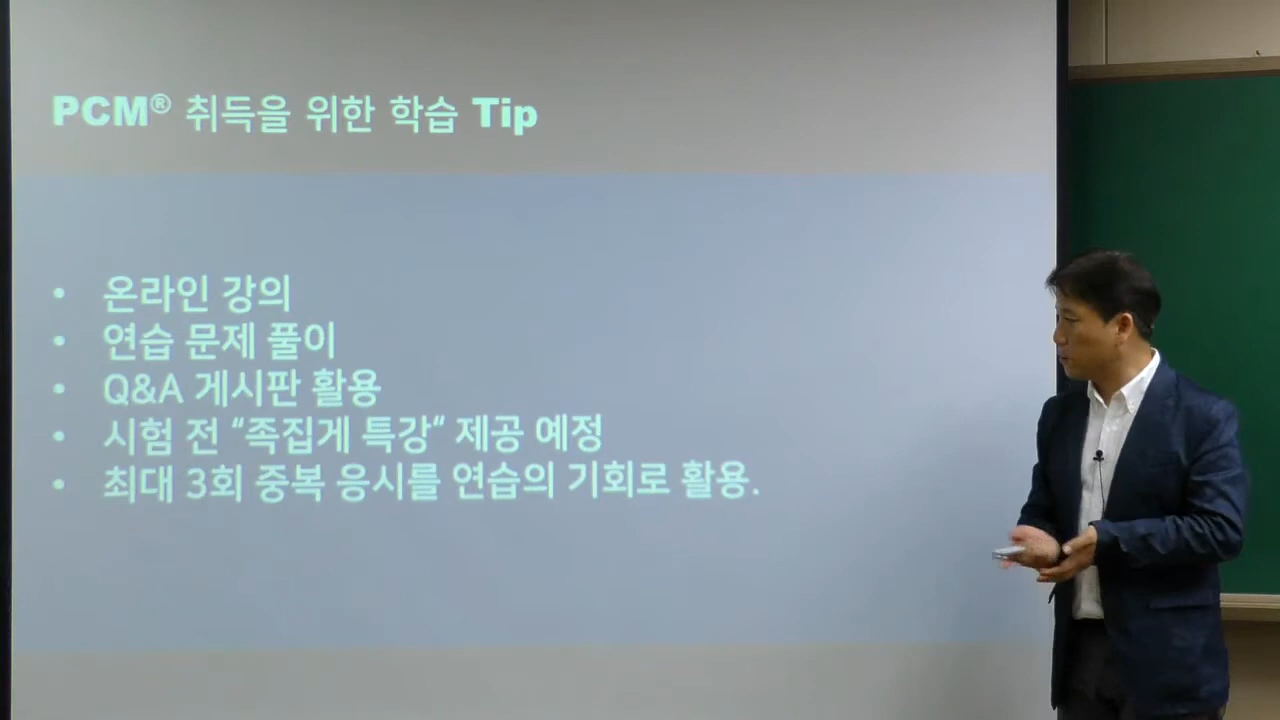 PCM® 취득을 위한 학습 Tip
• 온라인 강의
• 연습 문제 풀이
• Q&A 게시판 활용
• 시험 전 “족집게 특강“ 제공 예정
• 최대 3회 중복 응시를 연습의 기회로 활용.